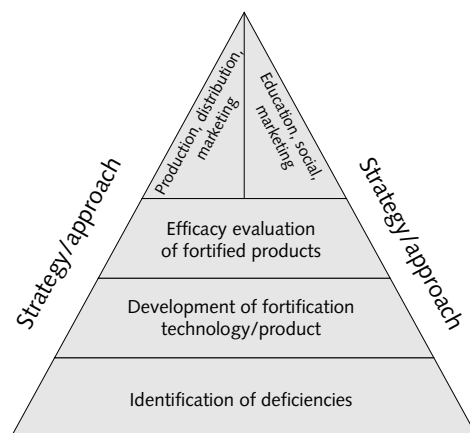 Production, distribution,
marketing
Education, social,
marketing
Strategy/approach
Strategy/approach
Efficacy evaluation
of fortified products
Development of fortification
technology/product
Identification of deficiencies